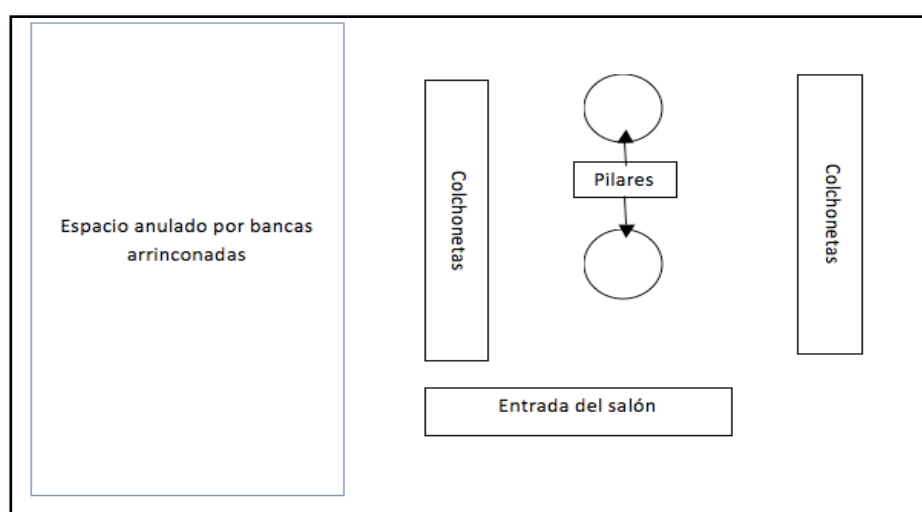 Espacio anulado por bancas
arrinconadas
Colchonetas
Pilares
Colchonetas
Entrada del salón